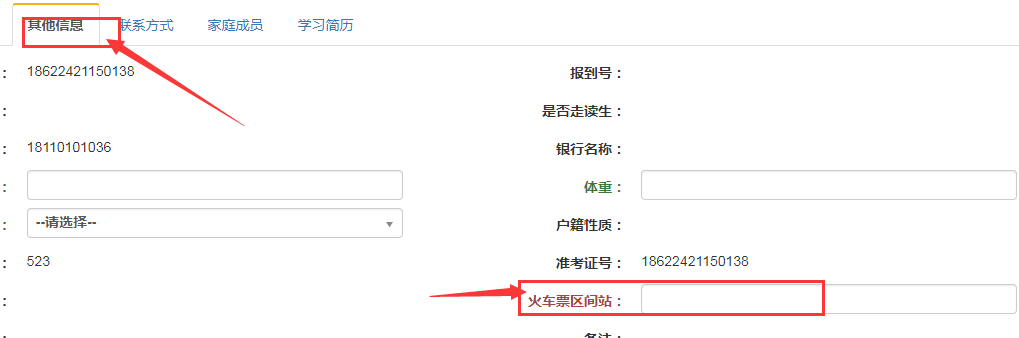 其他信息 联系方式 家庭成员 学习简历
: 18622421150138 报到号:
: 是否走读生:
: 18110101036 银行名称:
: 体重:
: --请选择-- 户籍性质:
: 523 准考证号: 18622421150138
: 火车票区间站:
: 备注: